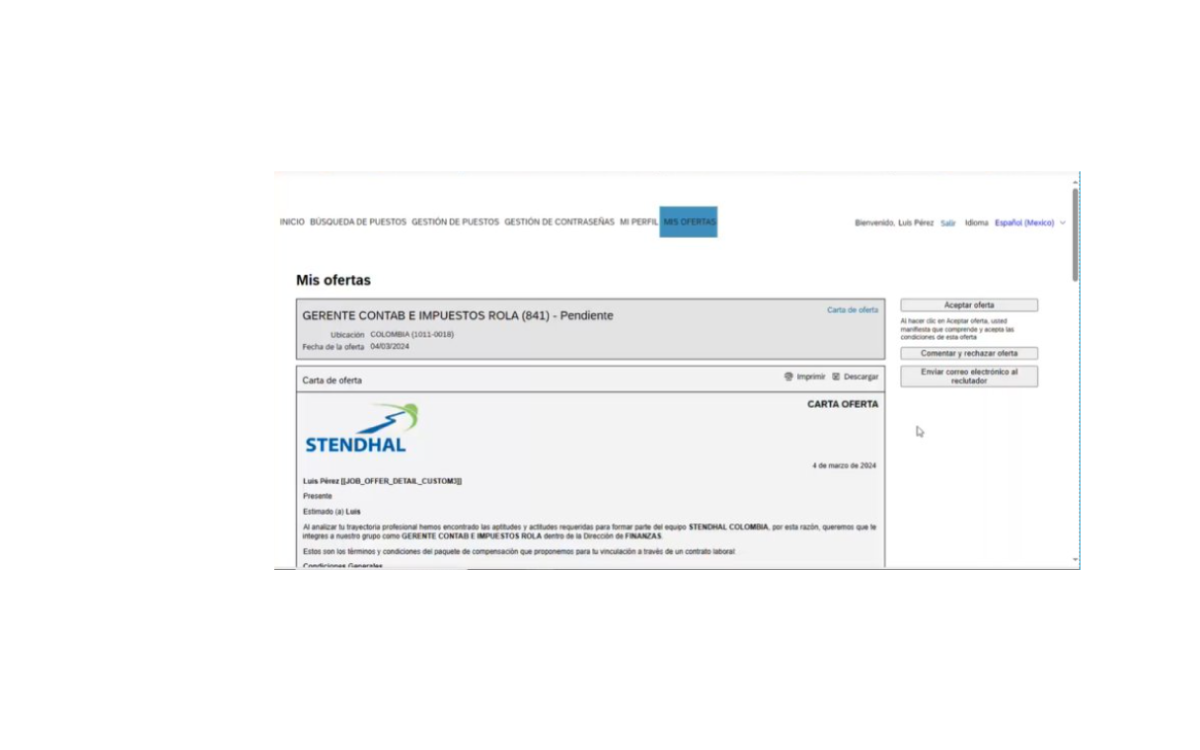 INICIO BÚSQUEDA DE PUESTOS GESTIÓN DE PUESTOS GESTIÓN DE CONTRASEÑAS MI PERFIL MIS OFERTAS
Bienvenido, Luis Pérez Salir Idioma Español (Mexico)
Mis ofertas
GERENTE CONTAB E IMPUESTOS ROLA (841) - Pendiente
Carta de oferta
Ubicación COLOMBIA (1011-0018)
Fecha de la oferta 04/03/2024
Aceptar oferta
Al hacer clic en Aceptar oferta, usted
manifiesta que comprende y acepta las
condiciones de esta oferta
Comentar y rechazar oferta
Enviar correo electrónico al
reclutador
Carta de oferta
Imprimir Descargar
CARTA OFERTA
STENDHAL
4 de marzo de 2024
Luis Pérez [[JOB_OFFER_DETAIL_CUSTOM3]]
Presente
Estimado (a) Luis
Al analizar tu trayectoria profesional hemos encontrado las aptitudes y actitudes requeridas para formar parte del equipo STENDHAL COLOMBIA, por esta razón, queremos que te
integres a nuestro grupo como GERENTE CONTAB E IMPUESTOS ROLA dentro de la Dirección de FINANZAS.
Estos son los términos y condiciones del paquete de compensación que proponemos para tu vinculación a través de un contrato laboral:
Condiciones Generales